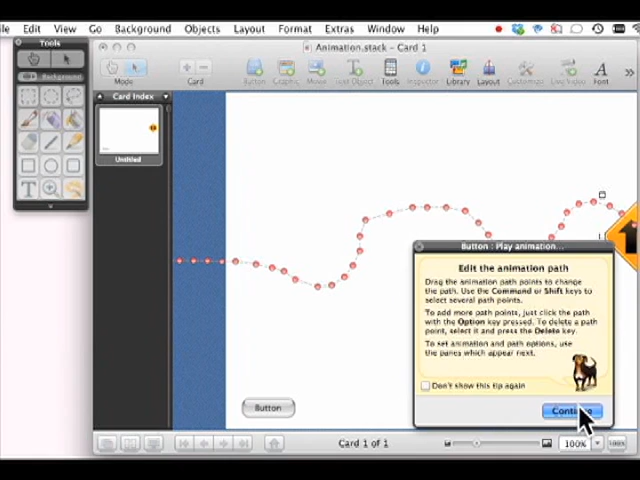 le Edit View Go Background Objects Layout Format Extras Window Help
Tools
Animation.stack - Card 1
Mode
Card
Button
Graphic
Movie
Text Object
Tools
Inspector
Library
Layout
Customize
Use Video
Font
Background
Card Index
Untitled
Button : Play animation...
Edit the animation path
Drag the animation path points to change
the path. Use the Command or Shift keys to
select several path points.
To add more path points, just click the path
with the Option key pressed. To delete a path
point, select it and press the Delete key.
To set animation and path options, use
the panes which appear next.
Don't show this tip again
Button
Card 1 of 1
100%